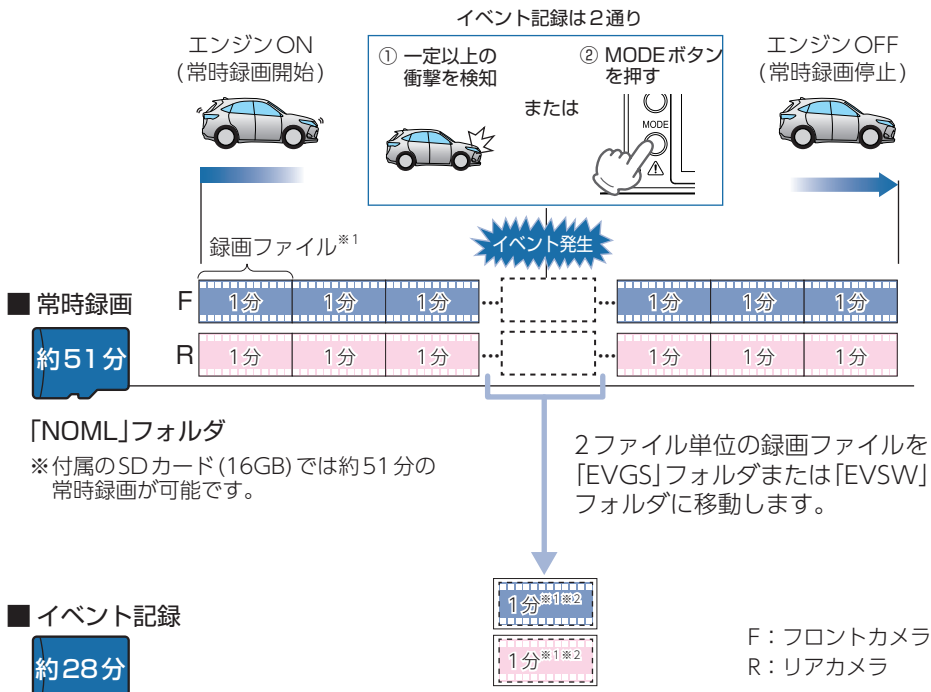 イベント記録は2通り
エンジンON
(常時録画開始)
① 一定以上の
衝撃を検知
または
② MODEボタン
を押す
MODE
エンジンOFF
(常時録画停止)
録画ファイル※1
イベント発生
■ 常時録画
約51分
F 1分 1分 1分 … … 1分 1分 1分
R 1分 1分 1分 … … 1分 1分 1分
「NOML」フォルダ
※付属のSDカード(16GB)では約51分の
常時録画が可能です。
2ファイル単位の録画ファイルを
「EVGS」フォルダまたは「EVSW」
フォルダに移動します。
■ イベント記録
約28分
1分※1※2
1分※1※2
F：フロントカメラ
R：リアカメラ